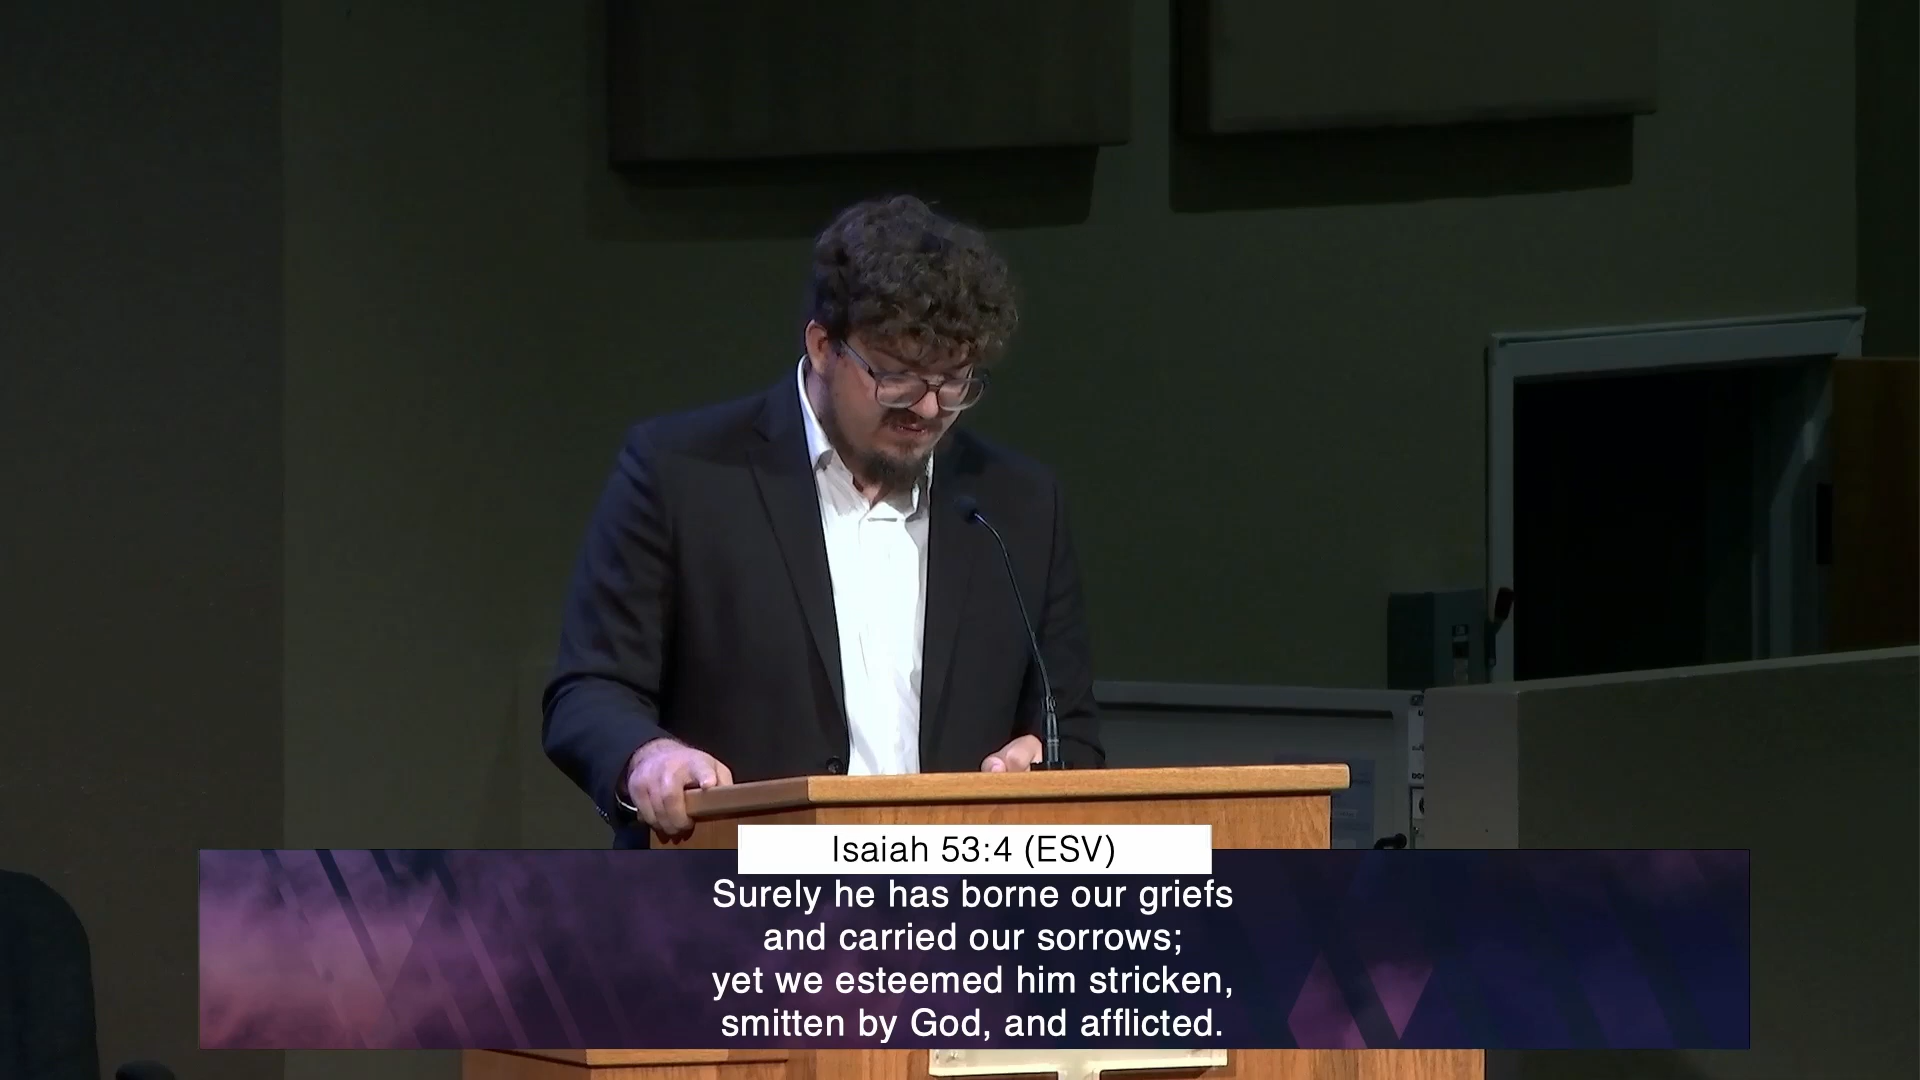 Isaiah 53:4 (ESV)
Surely he has borne our griefs
and carried our sorrows;
yet we esteemed him stricken,
smitten by God, and afflicted.